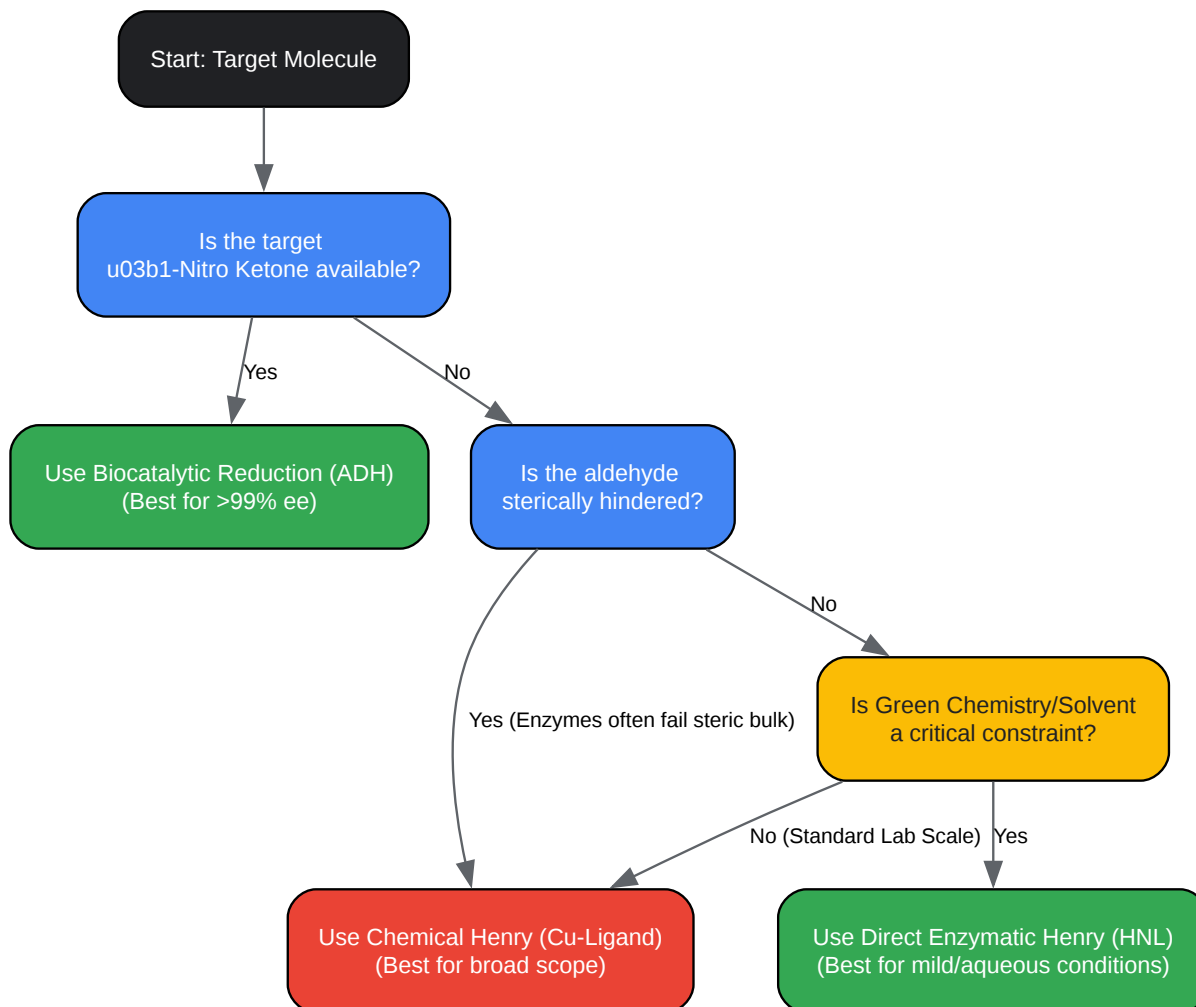 Start: Target Molecule
Is the target
u03b1-Nitro Ketone available?
Yes
No
Use Biocatalytic Reduction (ADH)
(Best for >99% ee)
Is the aldehyde
sterically hindered?
No
Yes (Enzymes often fail steric bulk)
Is Green Chemistry/Solvent
a critical constraint?
No (Standard Lab Scale)
Yes
Use Chemical Henry (Cu-Ligand)
(Best for broad scope)
Use Direct Enzymatic Henry (HNL)
(Best for mild/aqueous conditions)